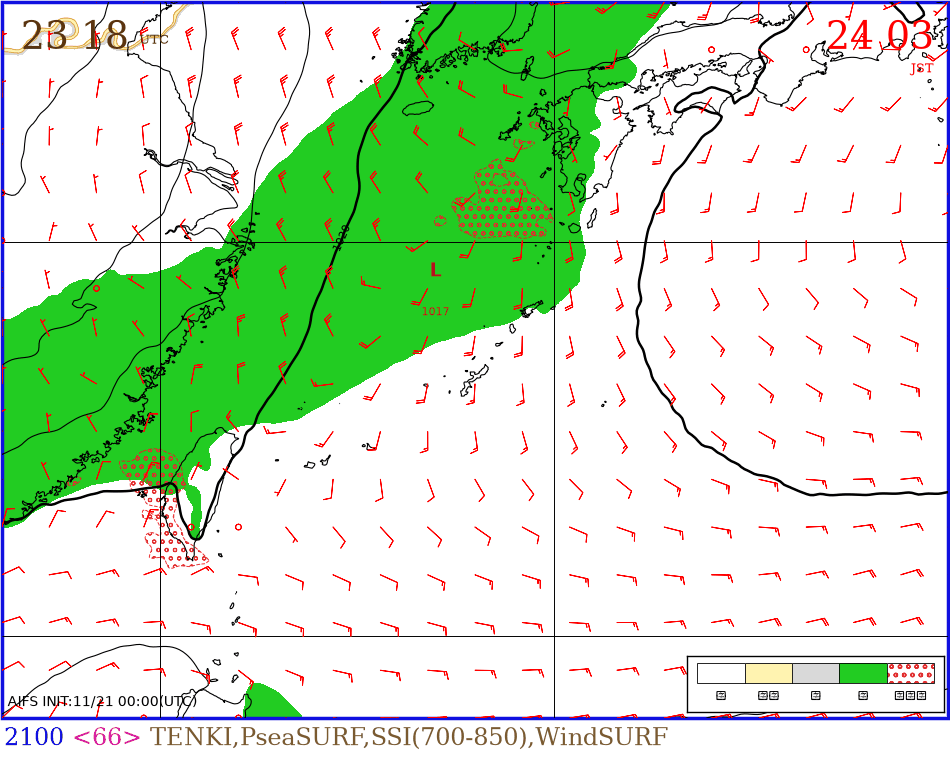 23 18 UTC
24 03
JST
1020
L
1017
AIFS INIT:11/21 00:00(UTC)
2100 <66> TENKI,PseaSURF,SSI(700-850),WindSURF